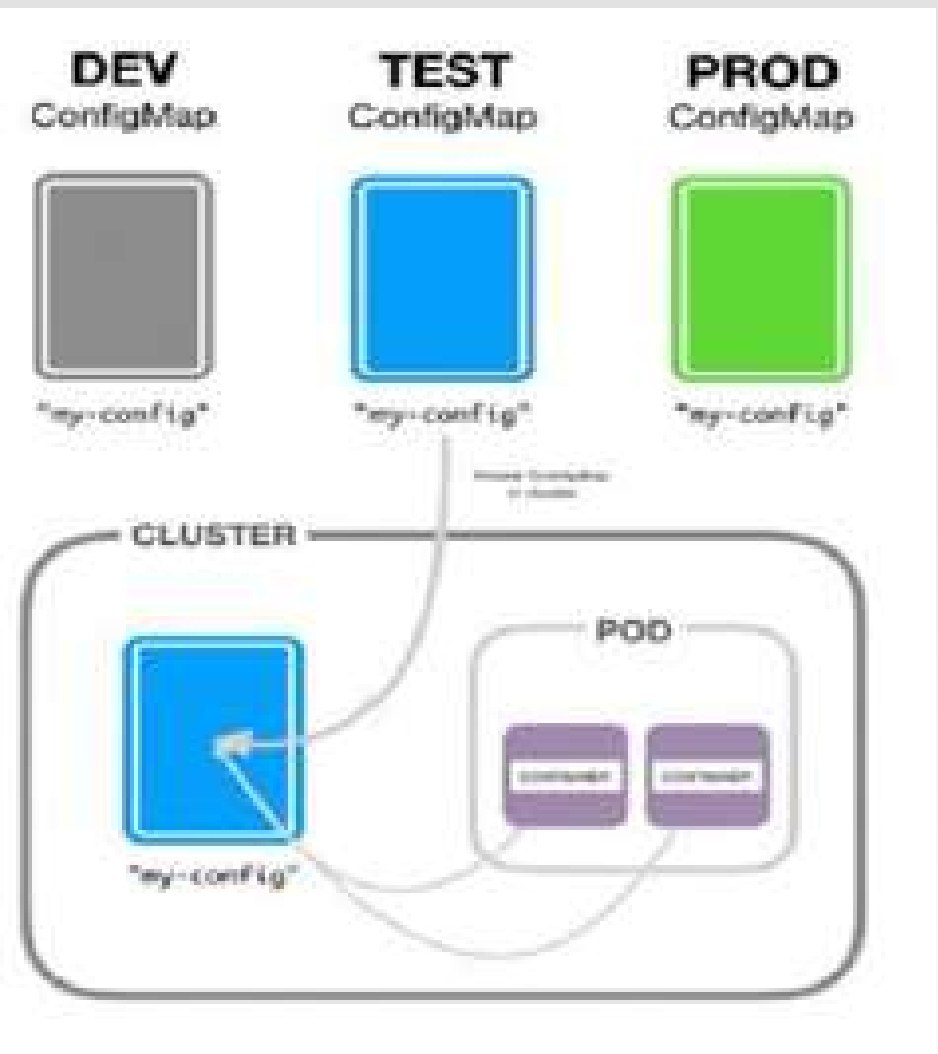 DEV
ConfigMap
TEST
ConfigMap
PROD
ConfigMap
"my-config"
"my-config"
"my-config"
CLUSTER
POD
CONTAINER
CONTAINER
"my-config"